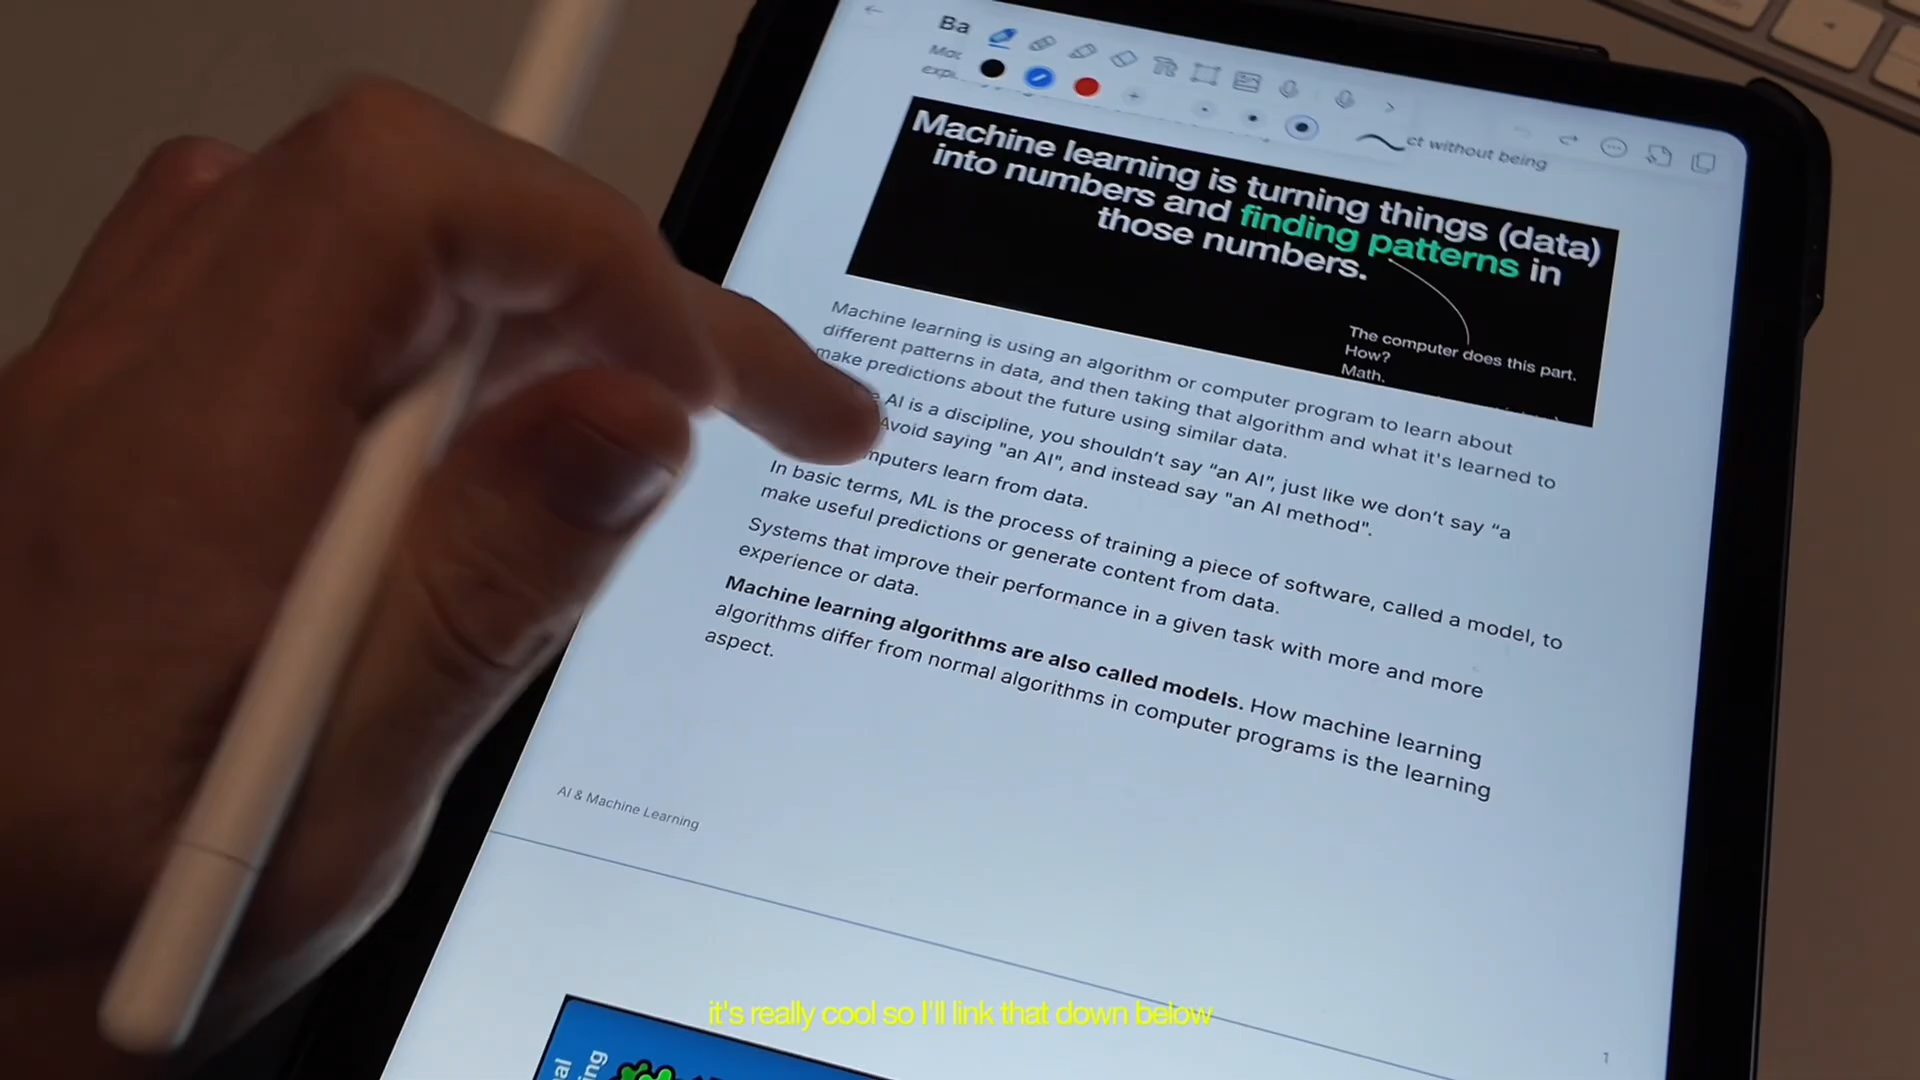 Ba
expl
ct without being
Machine learning is turning things (data)
into numbers and finding patterns in
those numbers.
The computer does this part.
How?
Math.
Machine learning is using an algorithm or computer program to learn about
different patterns in data, and then taking that algorithm and what it's learned to
make predictions about the future using similar data.
AI is a discipline, you shouldn't say “an AI”, just like we don't say “a
Avoid saying "an AI", and instead say "an AI method".
mputers learn from data.
In basic terms, ML is the process of training a piece of software, called a model, to
make useful predictions or generate content from data.
Systems that improve their performance in a given task with more and more
experience or data.
Machine learning algorithms are also called models. How machine learning
algorithms differ from normal algorithms in computer programs is the learning
aspect.
AI & Machine Learning
1
it's really cool so I'll link that down below
al
ing